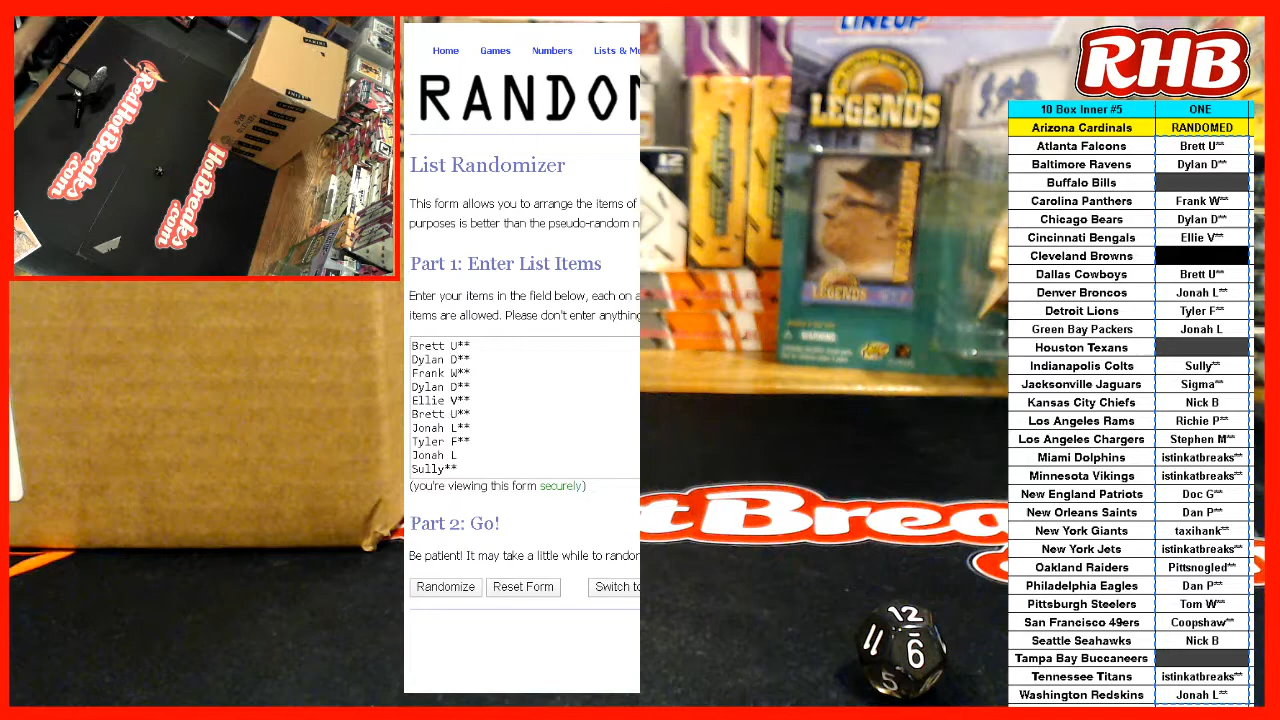 RedHotBreaks
.com
HotBreaks
.com
Home Games Numbers Lists & Mo
RANDOM
List Randomizer
This form allows you to arrange the items of
purposes is better than the pseudo-random n
Part 1: Enter List Items
Enter your items in the field below, each on a
items are allowed. Please don't enter anything
Brett U**
Dylan D**
Frank W**
Dylan D**
Ellie V**
Brett U**
Jonah L**
Tyler F**
Jonah L
Sully**
(you're viewing this form securely)
Part 2: Go!
Be patient! It may take a little while to random
Randomize Reset Form Switch to
LINEUP
LEGENDS
LEGENDS
WARNING
12
tBrea
12
11
6
5
RHB
10 Box Inner #5 ONE
Arizona Cardinals RANDOMED
Atlanta Falcons Brett U**
Baltimore Ravens Dylan D**
Buffalo Bills
Carolina Panthers Frank W**
Chicago Bears Dylan D**
Cincinnati Bengals Ellie V**
Cleveland Browns
Dallas Cowboys Brett U**
Denver Broncos Jonah L**
Detroit Lions Tyler F**
Green Bay Packers Jonah L
Houston Texans
Indianapolis Colts Sully**
Jacksonville Jaguars Sigma**
Kansas City Chiefs Nick B
Los Angeles Rams Richie P**
Los Angeles Chargers Stephen M**
Miami Dolphins istinkatbreaks**
Minnesota Vikings istinkatbreaks**
New England Patriots Doc G**
New Orleans Saints Dan P**
New York Giants taxihank**
New York Jets istinkatbreaks**
Oakland Raiders Pittsnogled**
Philadelphia Eagles Dan P**
Pittsburgh Steelers Tom W**
San Francisco 49ers Coopshaw**
Seattle Seahawks Nick B
Tampa Bay Buccaneers
Tennessee Titans istinkatbreaks**
Washington Redskins Jonah L**